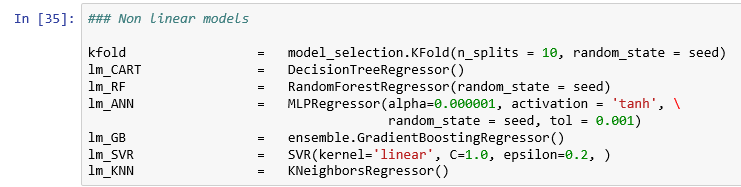 In [35]: ### Non linear models
kfold = model_selection.KFold(n_splits = 10, random_state = seed)
lm_CART = DecisionTreeRegressor()
lm_RF = RandomForestRegressor(random_state = seed)
lm_ANN = MLPRegressor(alpha=0.000001, activation = 'tanh', \
random_state = seed, tol = 0.001)
lm_GB = ensemble.GradientBoostingRegressor()
lm_SVR = SVR(kernel='linear', C=1.0, epsilon=0.2, )
lm_KNN = KNeighborsRegressor()